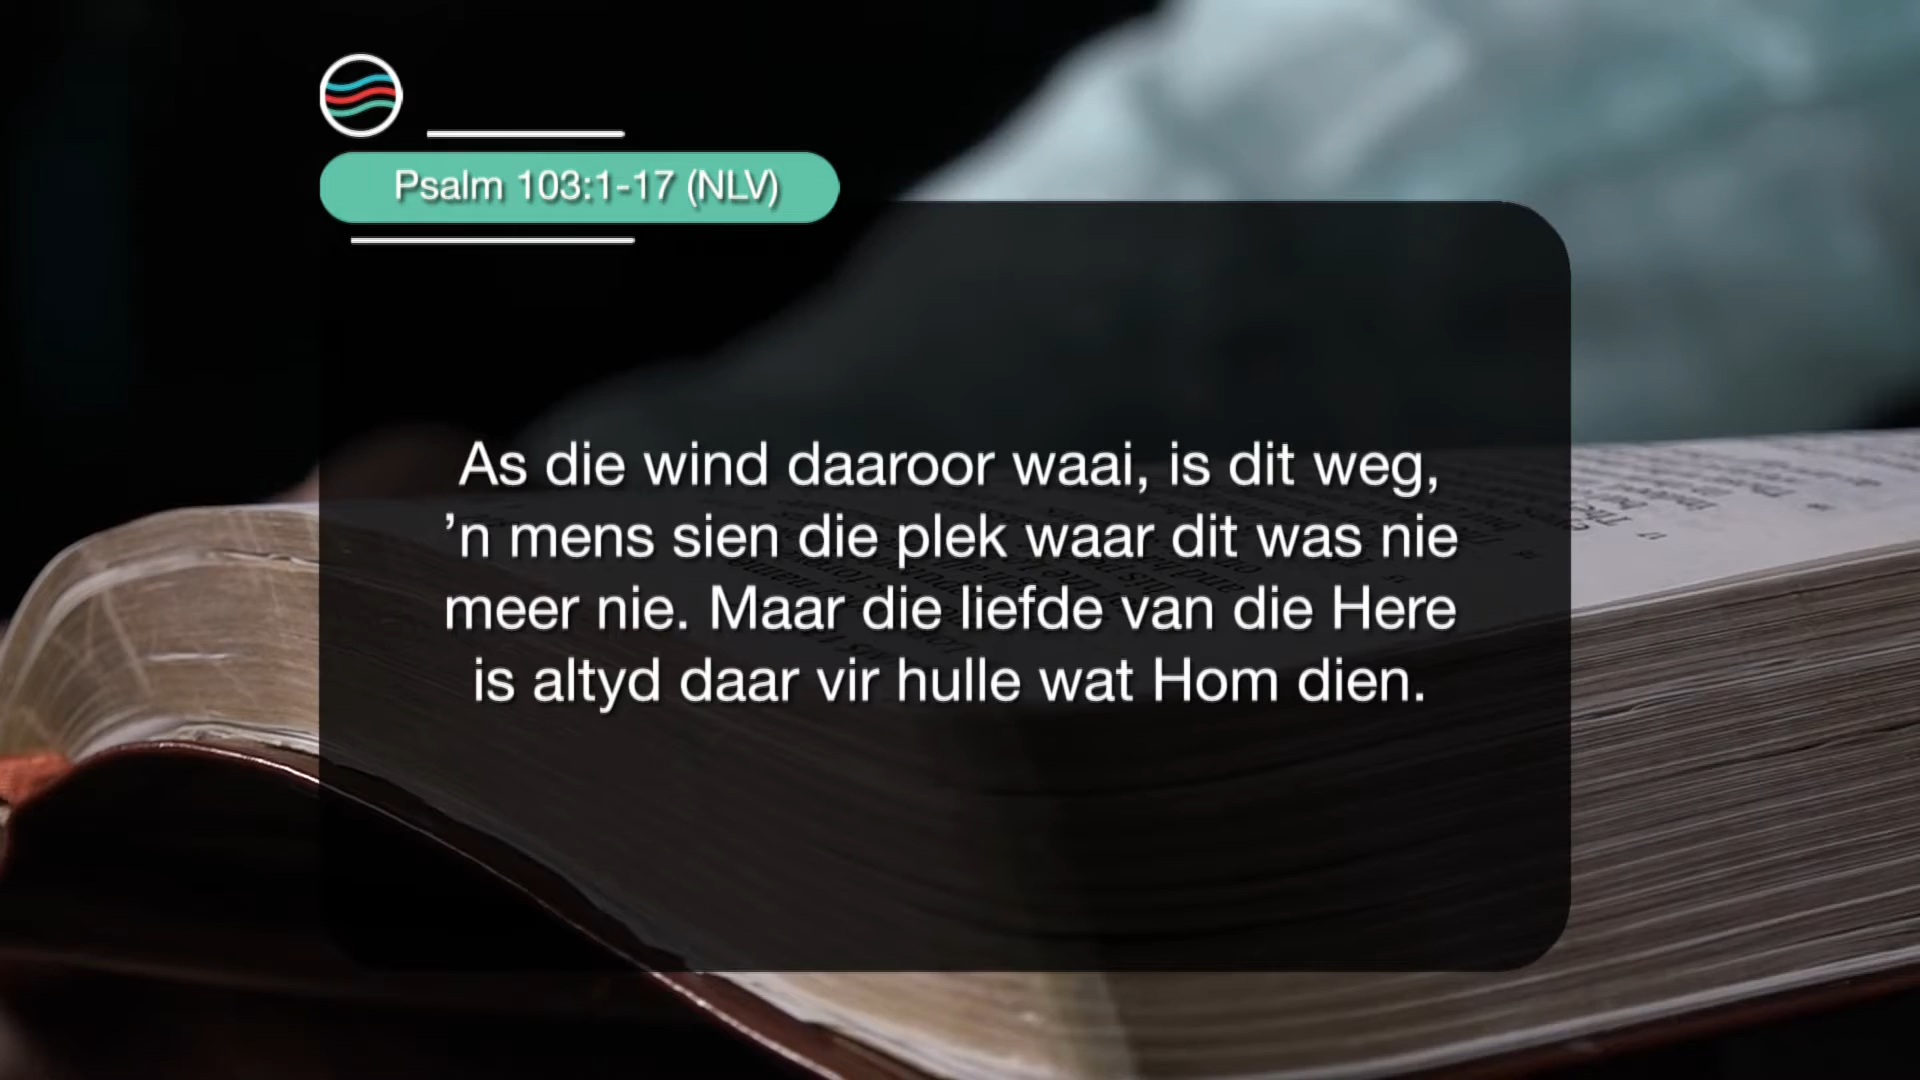 Psalm 103:1-17 (NLV)
As die wind daaroor waai, is dit weg,
’n mens sien die plek waar dit was nie
meer nie. Maar die liefde van die Here
is altyd daar vir hulle wat Hom dien.